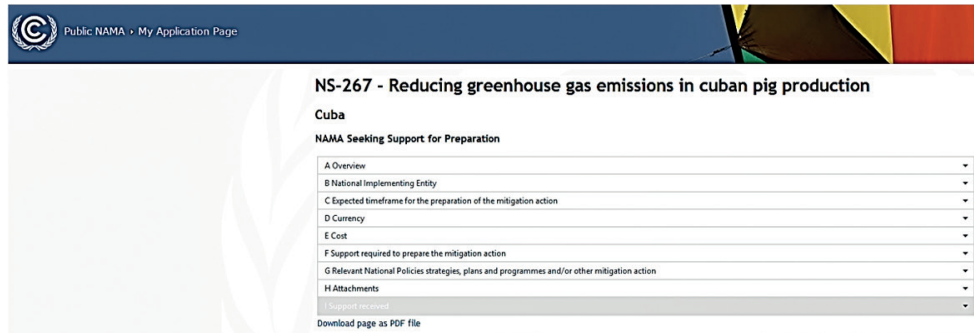 Public NAMA › My Application Page
NS-267 - Reducing greenhouse gas emissions in cuban pig production
Cuba
NAMA Seeking Support for Preparation
A Overview
B National Implementing Entity
C Expected timeframe for the preparation of the mitigation action
D Currency
E Cost
F Support required to prepare the mitigation action
G Relevant National Policies strategies, plans and programmes and/or other mitigation action
H Attachments
I Support received
Download page as PDF file